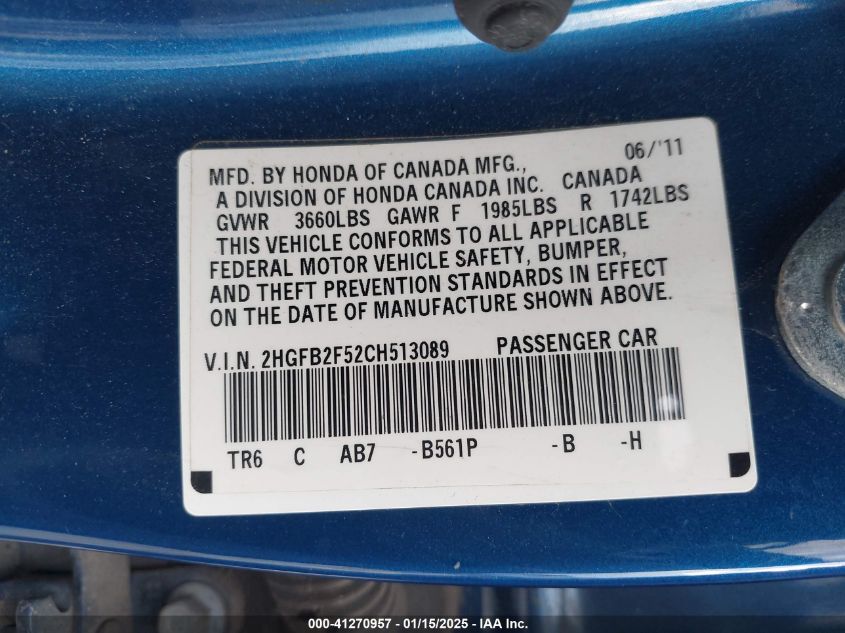 06/'11
MFD. BY HONDA OF CANADA MFG.,
A DIVISION OF HONDA CANADA INC. CANADA
GVWR 3660LBS GAWR F 1985LBS R 1742LBS
THIS VEHICLE CONFORMS TO ALL APPLICABLE
FEDERAL MOTOR VEHICLE SAFETY, BUMPER,
AND THEFT PREVENTION STANDARDS IN EFFECT
ON THE DATE OF MANUFACTURE SHOWN ABOVE.
V.I.N. 2HGFB2F52CH513089 PASSENGER CAR
TR6 C AB7 -B561P -B -H
000-41270957 - 01/15/2025 - IAAI Inc.